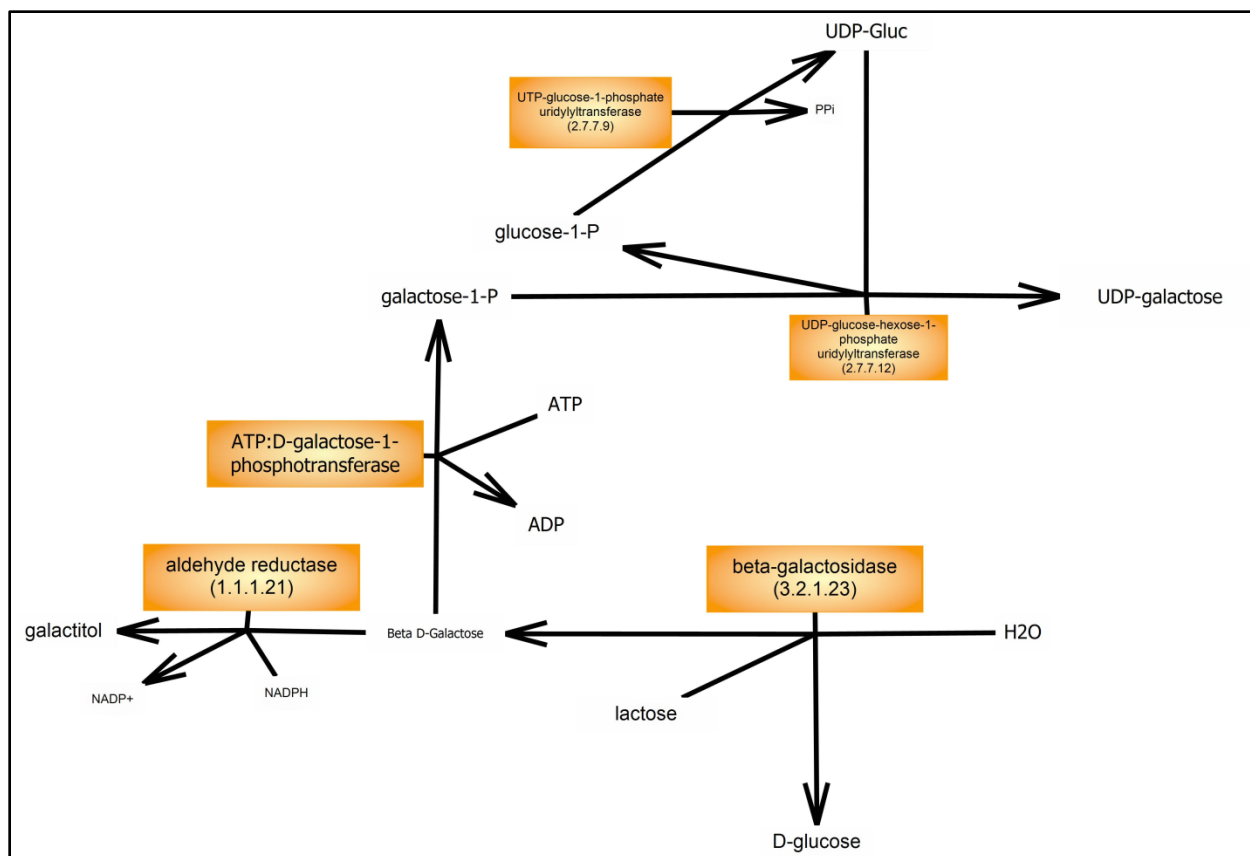 UDP-Gluc
UTP-glucose-1-phosphate
uridylyltransferase
(2.7.7.9)
PPi
glucose-1-P
galactose-1-P
UDP-galactose
UDP-glucose-hexose-1-
phosphate
uridylyltransferase
(2.7.7.12)
ATP
ATP:D-galactose-1-
phosphotransferase
ADP
aldehyde reductase
(1.1.1.21)
beta-galactosidase
(3.2.1.23)
galactitol
Beta D-Galactose
H2O
NADP+
NADPH
lactose
D-glucose